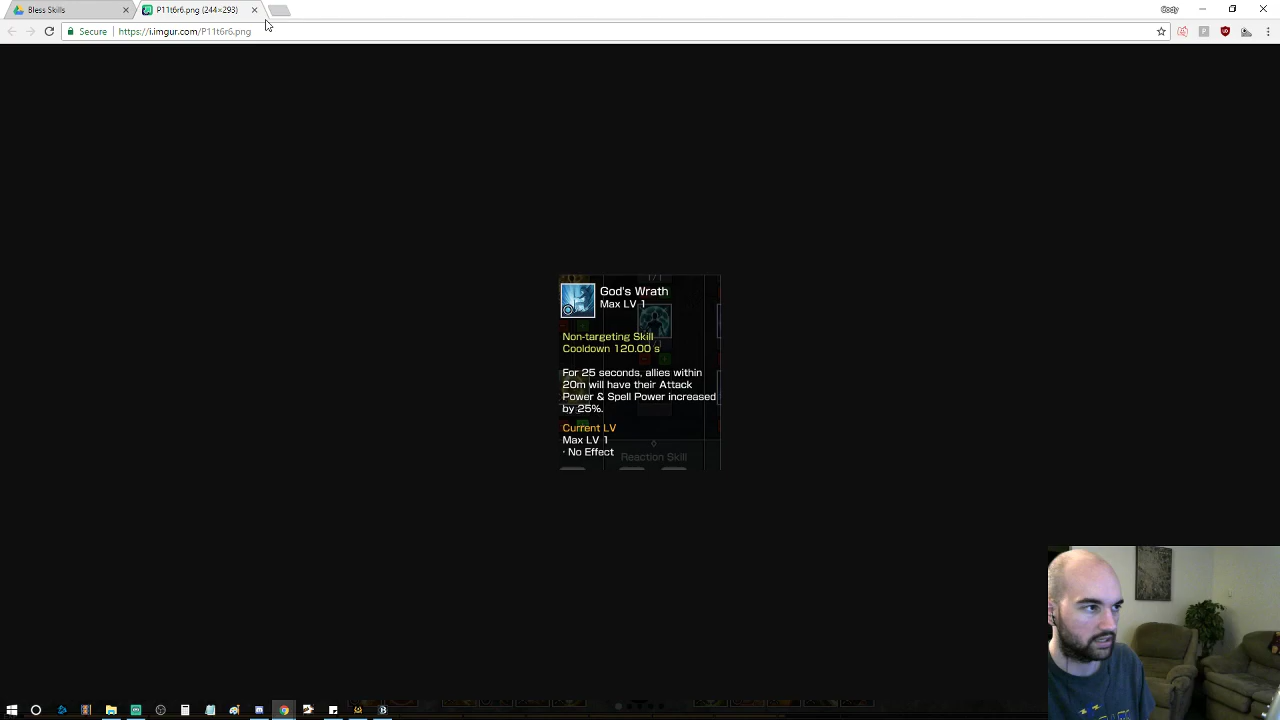 Bless Skills
P11t6r6.png (244×293)
Cody
Secure
https://i.imgur.com/P11t6r6.png
God's Wrath
Max LV 1
Non-targeting Skill
Cooldown 120.00 s
For 25 seconds, allies within
20m will have their Attack
Power & Spell Power increased
by 25%.
Current LV
Max LV 1
· No Effect
Reaction Skill